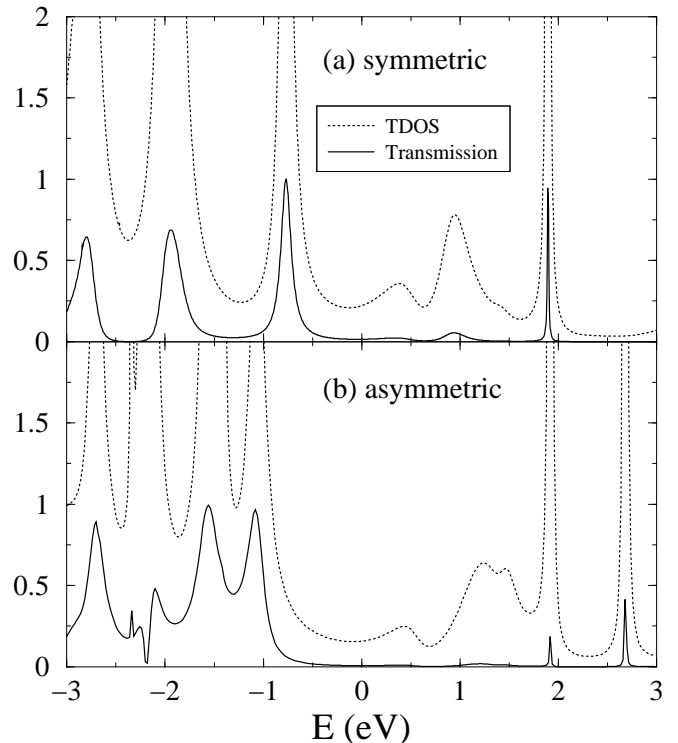 2
(a) symmetric
1.5
TDOS
Transmission
1
0.5
0
(b) asymmetric
1.5
1
0.5
0
−3 −2 −1 0 1 2 3
E (eV)